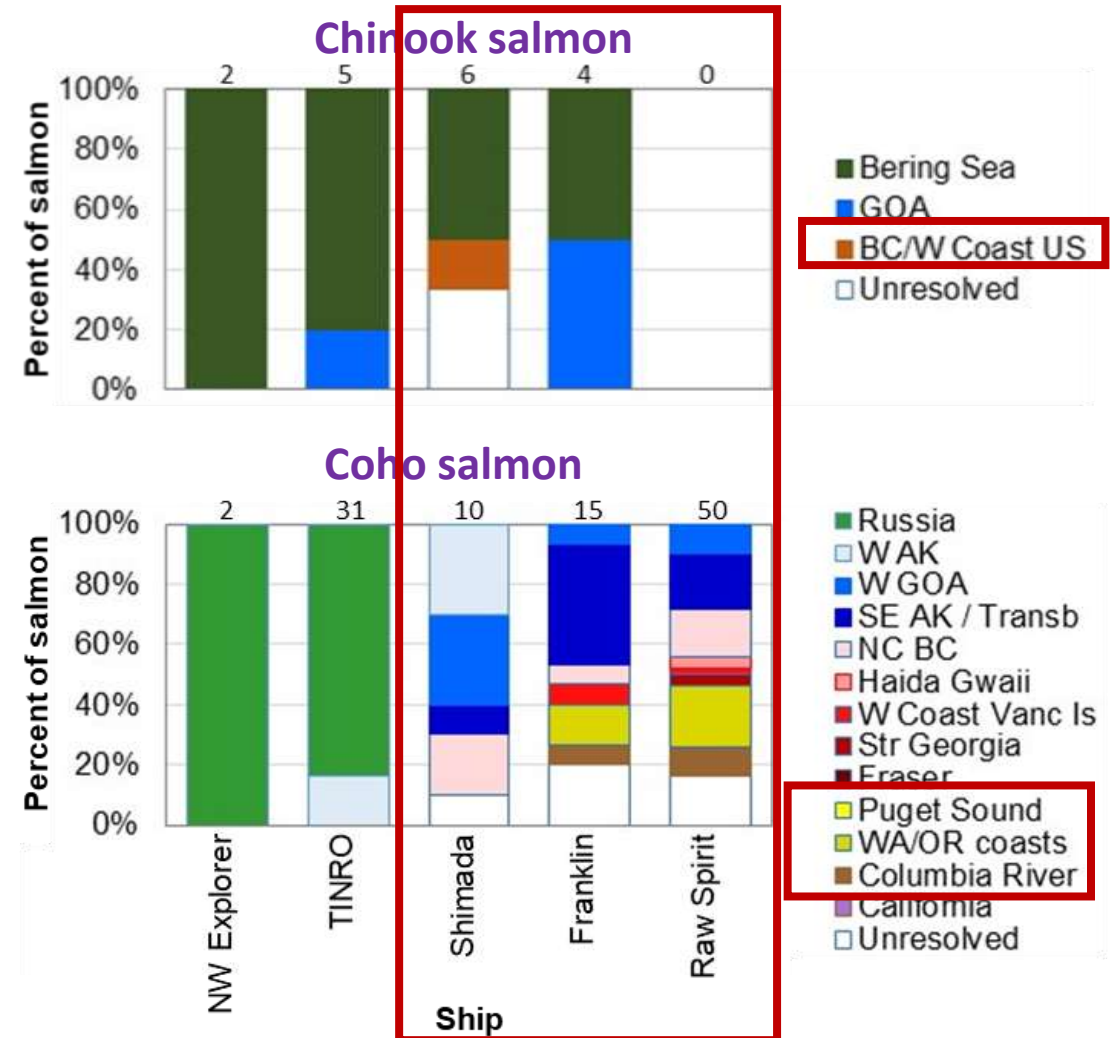 Chinook salmon
2 5 6 4 0
100%
80%
60%
40%
20%
0%
Percent of salmon
Bering Sea
GOA
BC/W Coast US
Unresolved
Coho salmon
2 31 10 15 50
100%
80%
60%
40%
20%
0%
Percent of salmon
NW Explorer
TINRO
Shimada
Franklin
Raw Spirit
Ship
Russia
W AK
W GOA
SE AK / Transb
NC BC
Haida Gwaii
W Coast Vanc Is
Str Georgia
Fraser
Puget Sound
WA/OR coasts
Columbia River
California
Unresolved